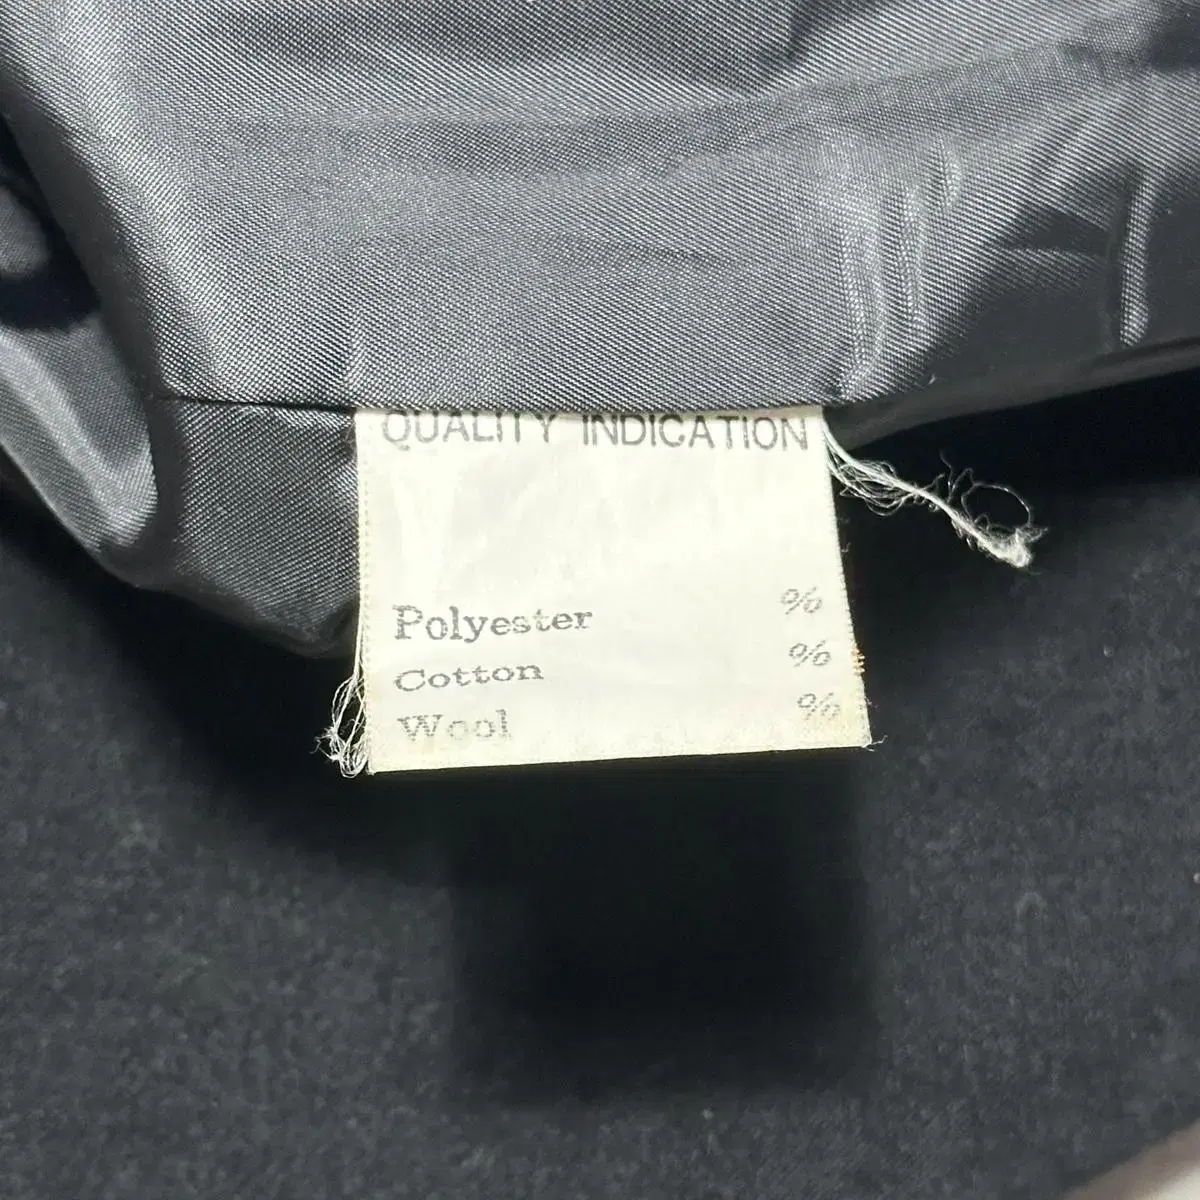 QUALITY INDICATION
Polyester %
Cotton %
Wool %